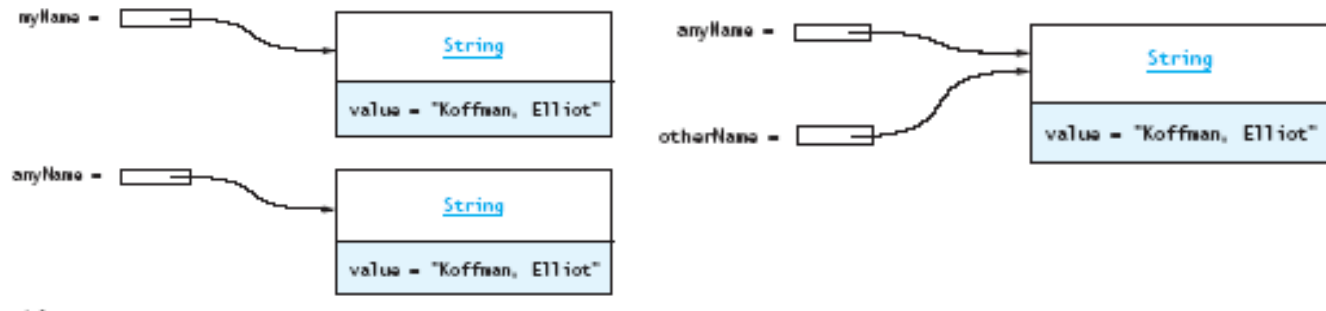 myName =
String
value = "Koffman, Elliot"
anyName =
String
value = "Koffman, Elliot"
anyName =
String
otherName =
value = "Koffman, Elliot"